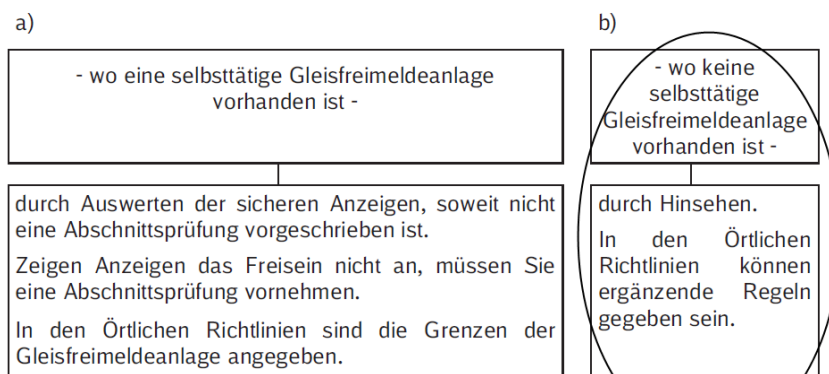 a)
- wo eine selbsttätige Gleisfreimeldeanlage
vorhanden ist -
durch Auswerten der sicheren Anzeigen, soweit nicht
eine Abschnittsprüfung vorgeschrieben ist.
Zeigen Anzeigen das Freisein nicht an, müssen Sie
eine Abschnittsprüfung vornehmen.
In den Örtlichen Richtlinien sind die Grenzen der
Gleisfreimeldeanlage angegeben.
b)
- wo keine
selbsttätige
Gleisfreimeldeanlage
vorhanden ist -
durch Hinsehen.
In den Örtlichen
Richtlinien können
ergänzende Regeln
gegeben sein.